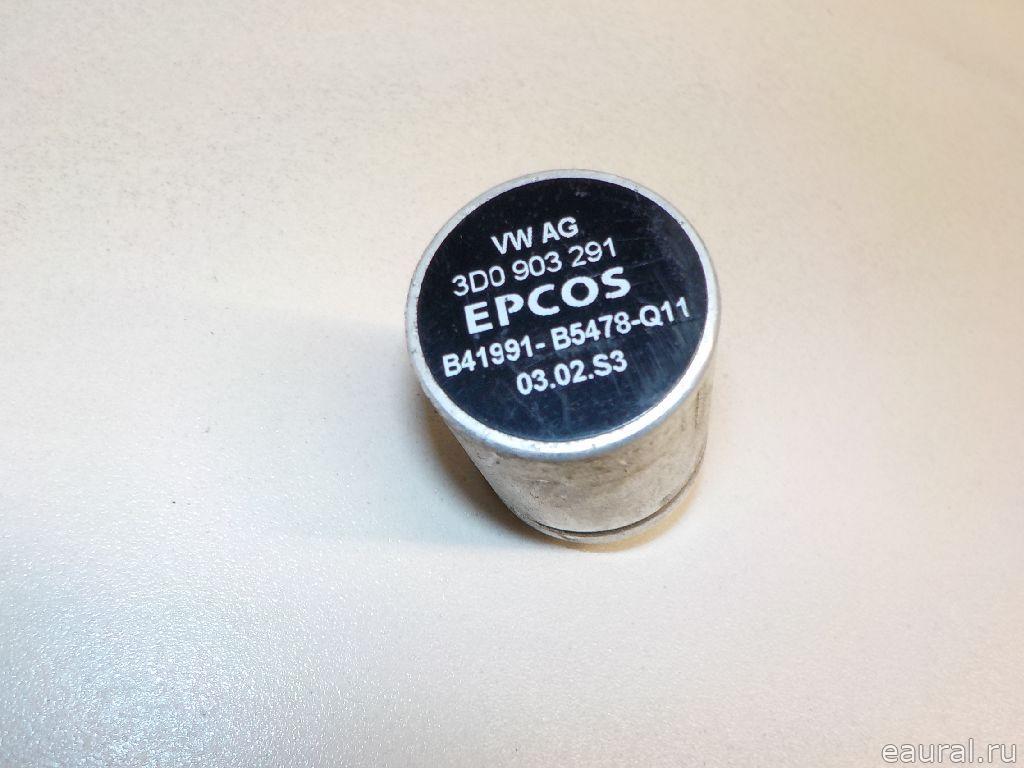 VW AG
3D0 903 291
EPCOS
B41991- B5478-Q11
03.02.S3
eaural.ru